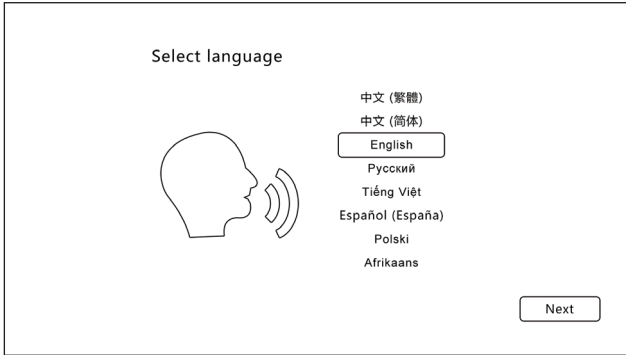 Select language
中文 (繁體)
中文 (简体)
English
Русский
Tiếng Việt
Español (España)
Polski
Afrikaans
Next